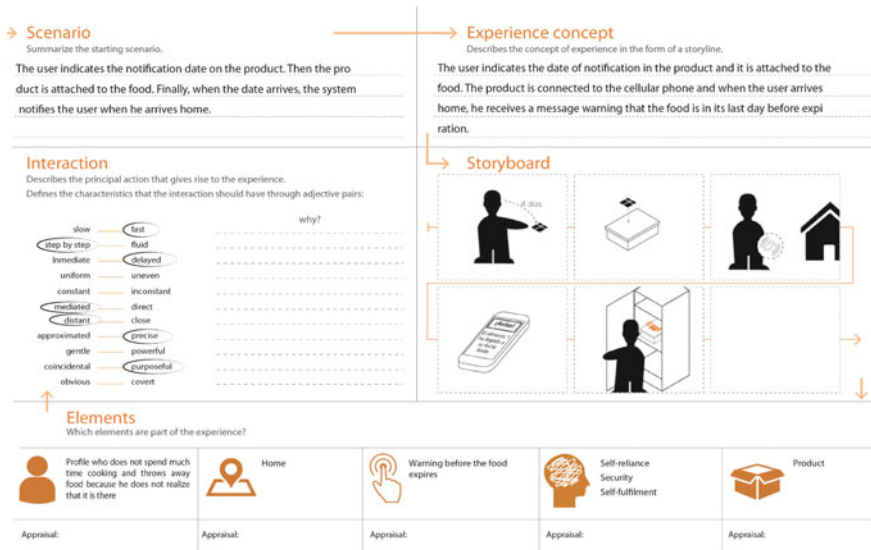 Scenario
Summarize the starting scenario.
The user indicates the notification date on the product. Then the pro
duct is attached to the food. Finally, when the date arrives, the system
notifies the user when he arrives home.
Experience concept
Describes the concept of experience in the form of a storyline.
The user indicates the date of notification in the product and it is attached to the
food. The product is connected to the cellular phone and when the user arrives
home, he receives a message warning that the food is in its last day before expi
ration.
Interaction
Describes the principal action that gives rise to the experience.
Defines the characteristics that the interaction should have through adjective pairs:
why?
slow fast
step by step fluid
Inmediate delayed
uniform uneven
constant inconstant
mediated direct
distant close
approximated precise
gentle powerful
coincidental purposeful
obvious covert
Storyboard
4 dias
¡Aviso!
Elements
Which elements are part of the experience?
Profile who does not spend much
time cooking and throws away
food because he does not realize
that it is there
Home
Warning before the food
expires
Self-reliance
Security
Self-fulfilment
Product
Appraisal:
Appraisal:
Appraisal:
Appraisal:
Appraisal: